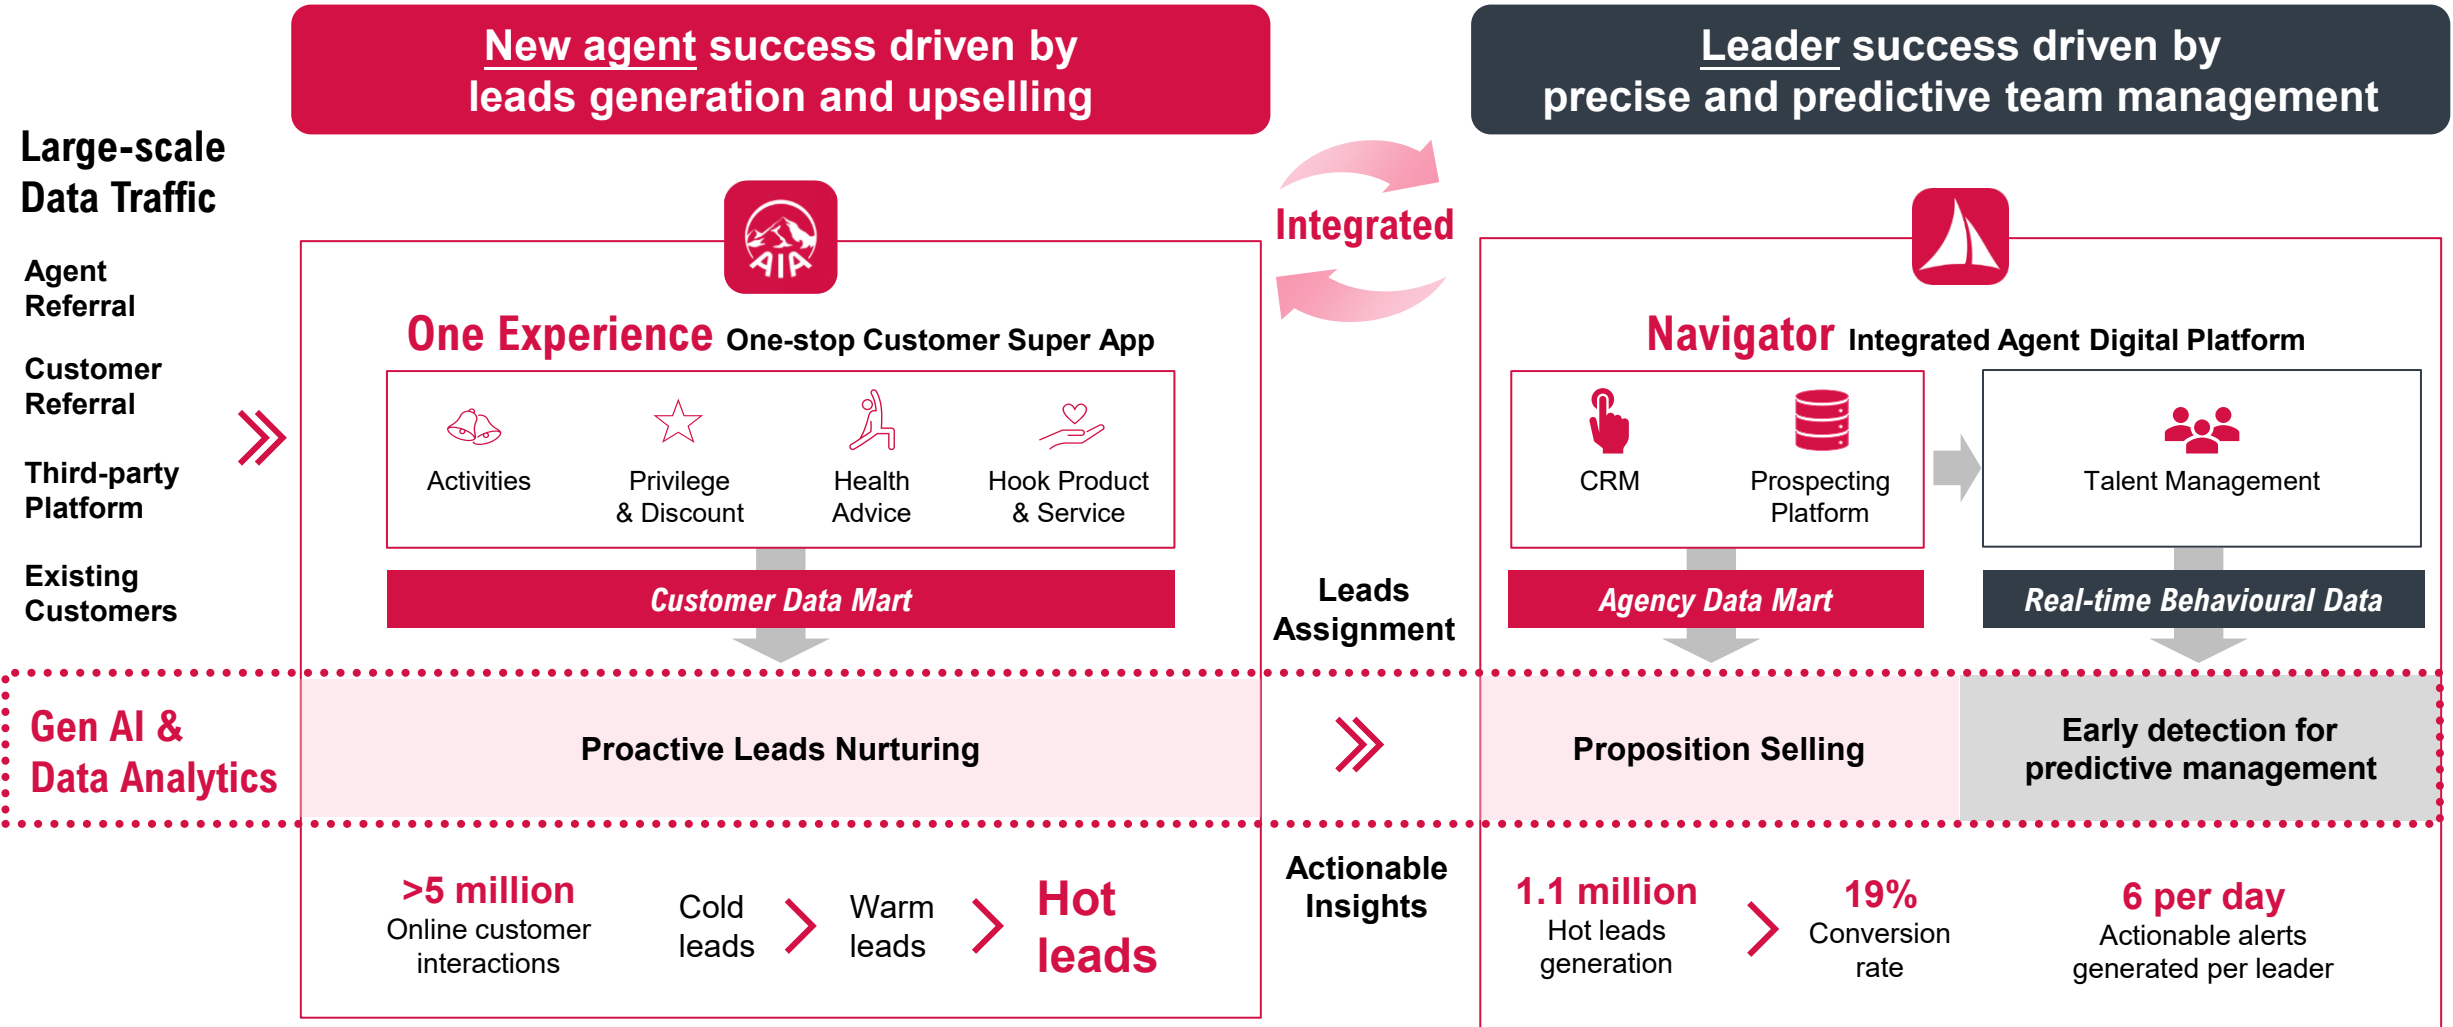 New agent success driven by
leads generation and upselling
Leader success driven by
precise and predictive team management
Large-scale
Data Traffic
Agent
Referral
Customer
Referral
Third-party
Platform
Existing
Customers
AIA
One Experience One-stop Customer Super App
Activities
Privilege
& Discount
Health
Advice
Hook Product
& Service
Customer Data Mart
Integrated
Leads
Assignment
Navigator Integrated Agent Digital Platform
CRM
Prospecting
Platform
Talent Management
Agency Data Mart
Real-time Behavioural Data
Gen AI &
Data Analytics
Proactive Leads Nurturing
Proposition Selling
Early detection for
predictive management
>5 million
Online customer
interactions
Cold
leads
Warm
leads
Hot
leads
Actionable
Insights
1.1 million
Hot leads
generation
19%
Conversion
rate
6 per day
Actionable alerts
generated per leader